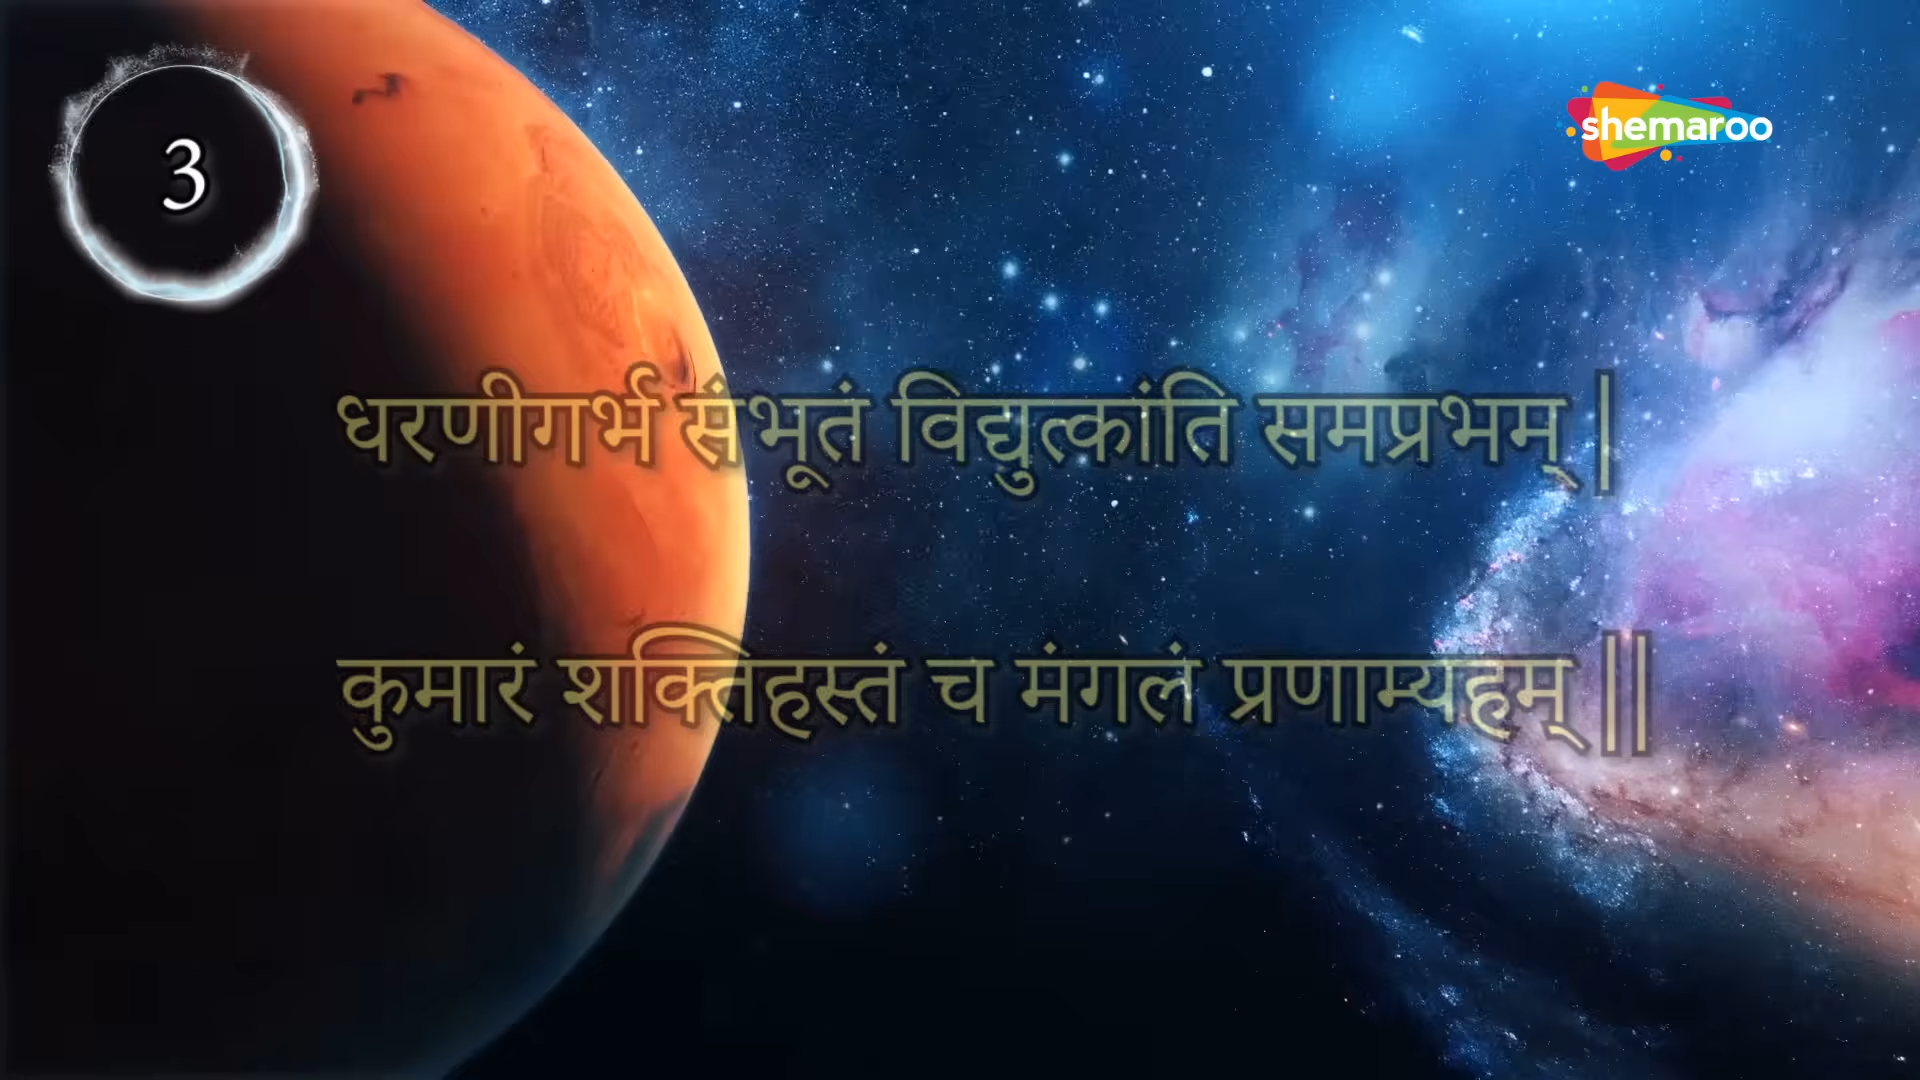 3
shemaroo
धरणीगर्भ संभूतं विद्युत्कांति समप्रभम् |
कुमारं शक्तिहस्तं च मंगलं प्रणाम्यहम् ||